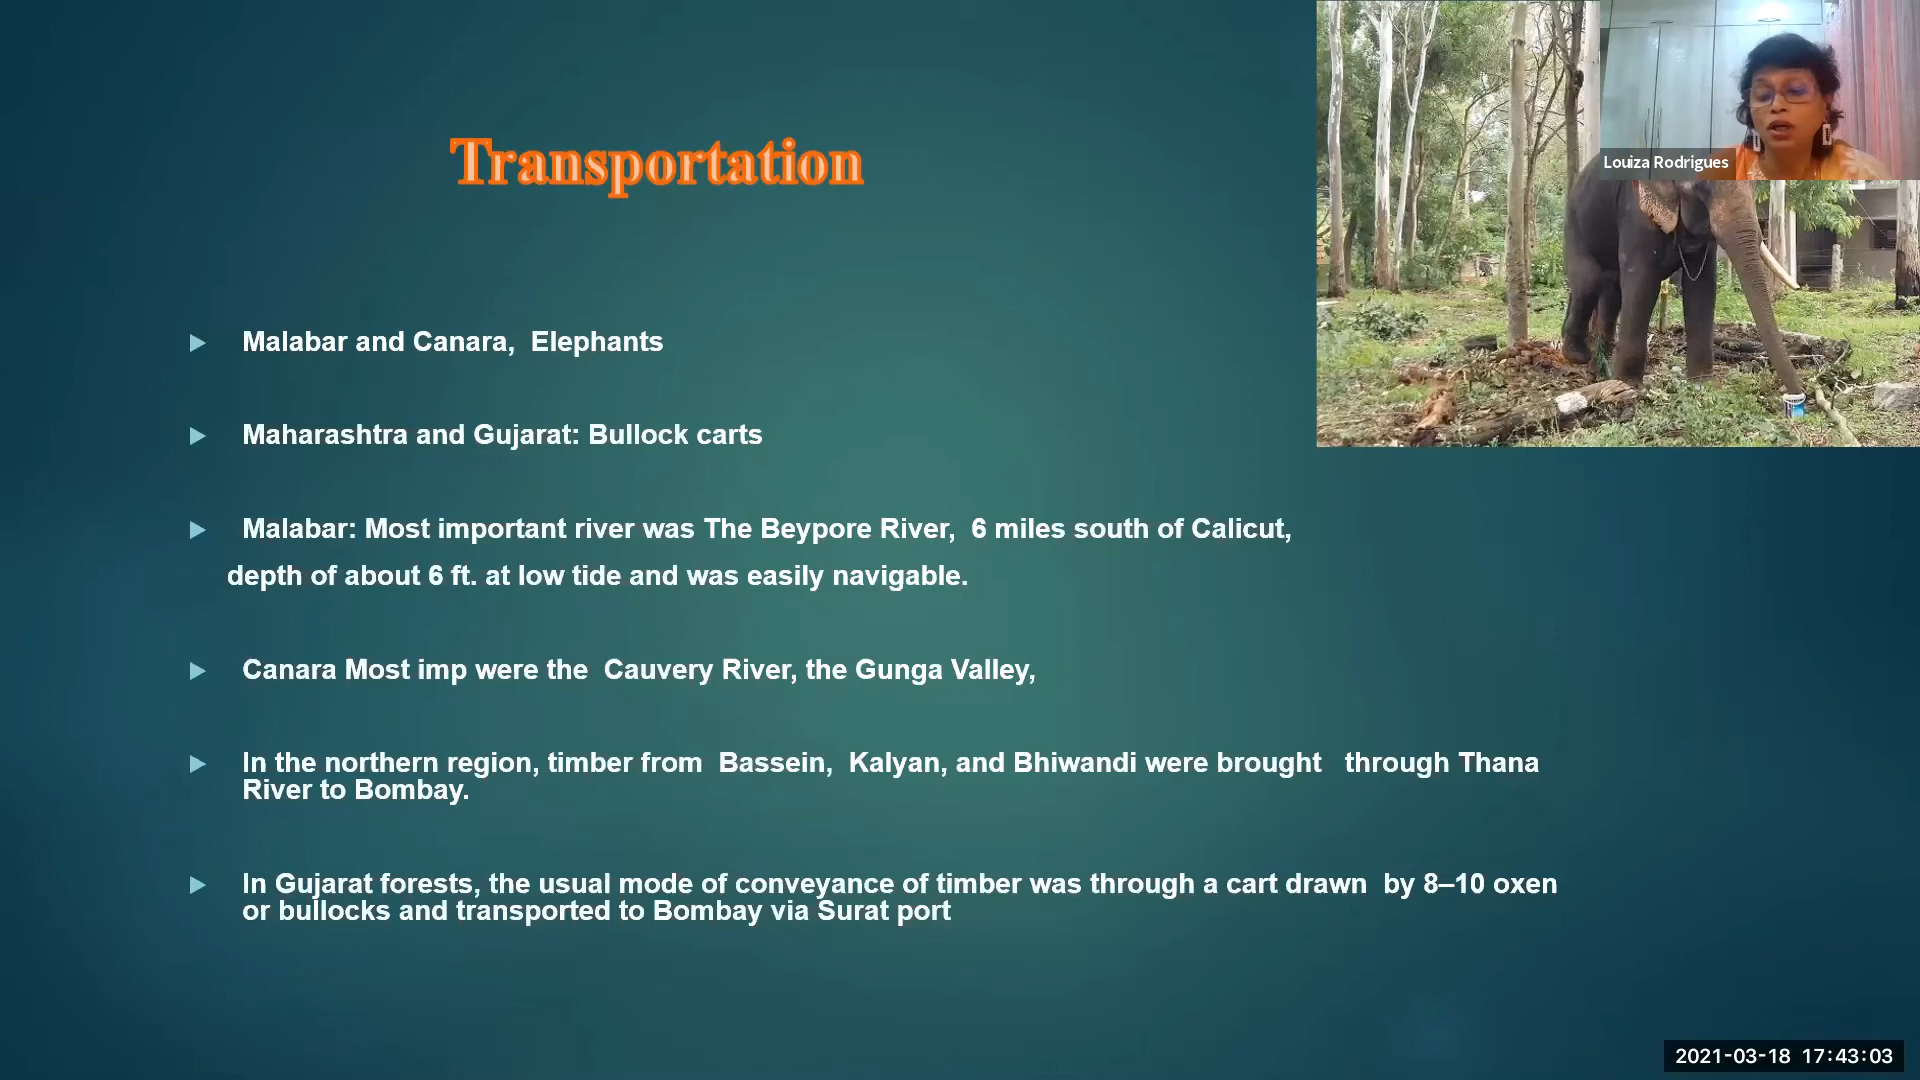 Transportation
Louiza Rodrigues
Malabar and Canara, Elephants
Maharashtra and Gujarat: Bullock carts
Malabar: Most important river was The Beypore River, 6 miles south of Calicut,
depth of about 6 ft. at low tide and was easily navigable.
Canara Most imp were the Cauvery River, the Gunga Valley,
In the northern region, timber from Bassein, Kalyan, and Bhiwandi were brought through Thana
River to Bombay.
In Gujarat forests, the usual mode of conveyance of timber was through a cart drawn by 8–10 oxen
or bullocks and transported to Bombay via Surat port
2021-03-18 17:43:03